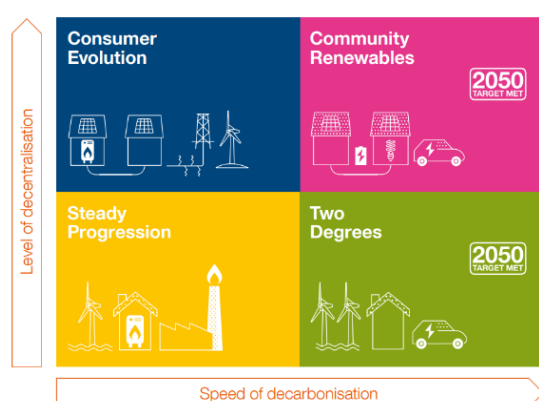 Consumer
Evolution
Community
Renewables
2050
TARGET MET
Level of decentralisation
Steady
Progression
Two
Degrees
2050
TARGET MET
Speed of decarbonisation